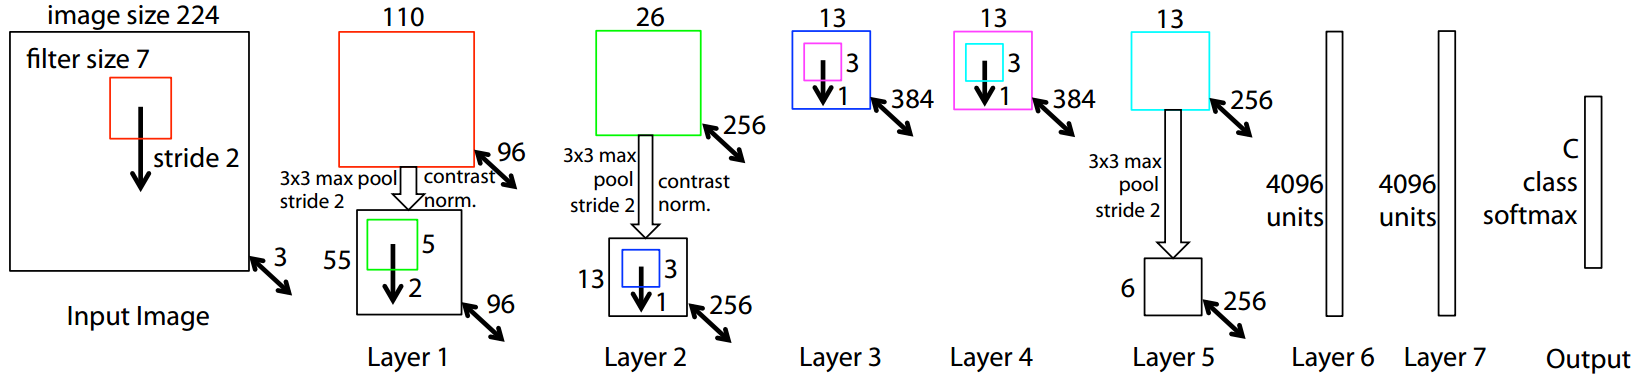 image size 224
filter size 7
stride 2
3
Input Image
110
96
3x3 max pool
stride 2
contrast
norm.
55
5
2
96
Layer 1
26
256
3x3 max
pool
stride 2
contrast
norm.
13
3
1
256
Layer 2
13
3
1
384
Layer 3
13
3
1
384
Layer 4
13
256
3x3 max
pool
stride 2
6
256
Layer 5
4096
units
Layer 6
4096
units
Layer 7
C
class
softmax
Output